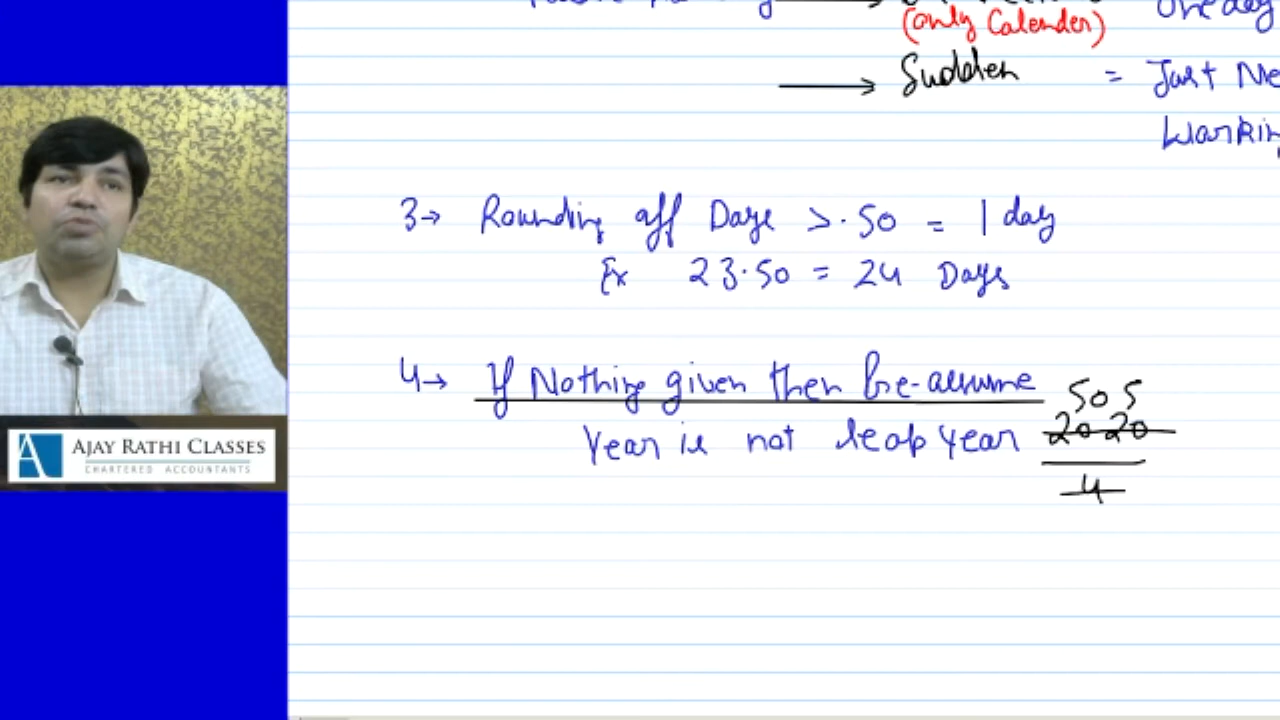 (only Calender)
One day
→ Sudden = Just Ne
Workin
3→ Rounding off Days >.50 = 1 day
Ex 23.50 = 24 Days
4→ If Nothing given then Pre-assume
Year is not leap year
505
2020
4
AJAY RATHI CLASSES
CHARTERED ACCOUNTANTS